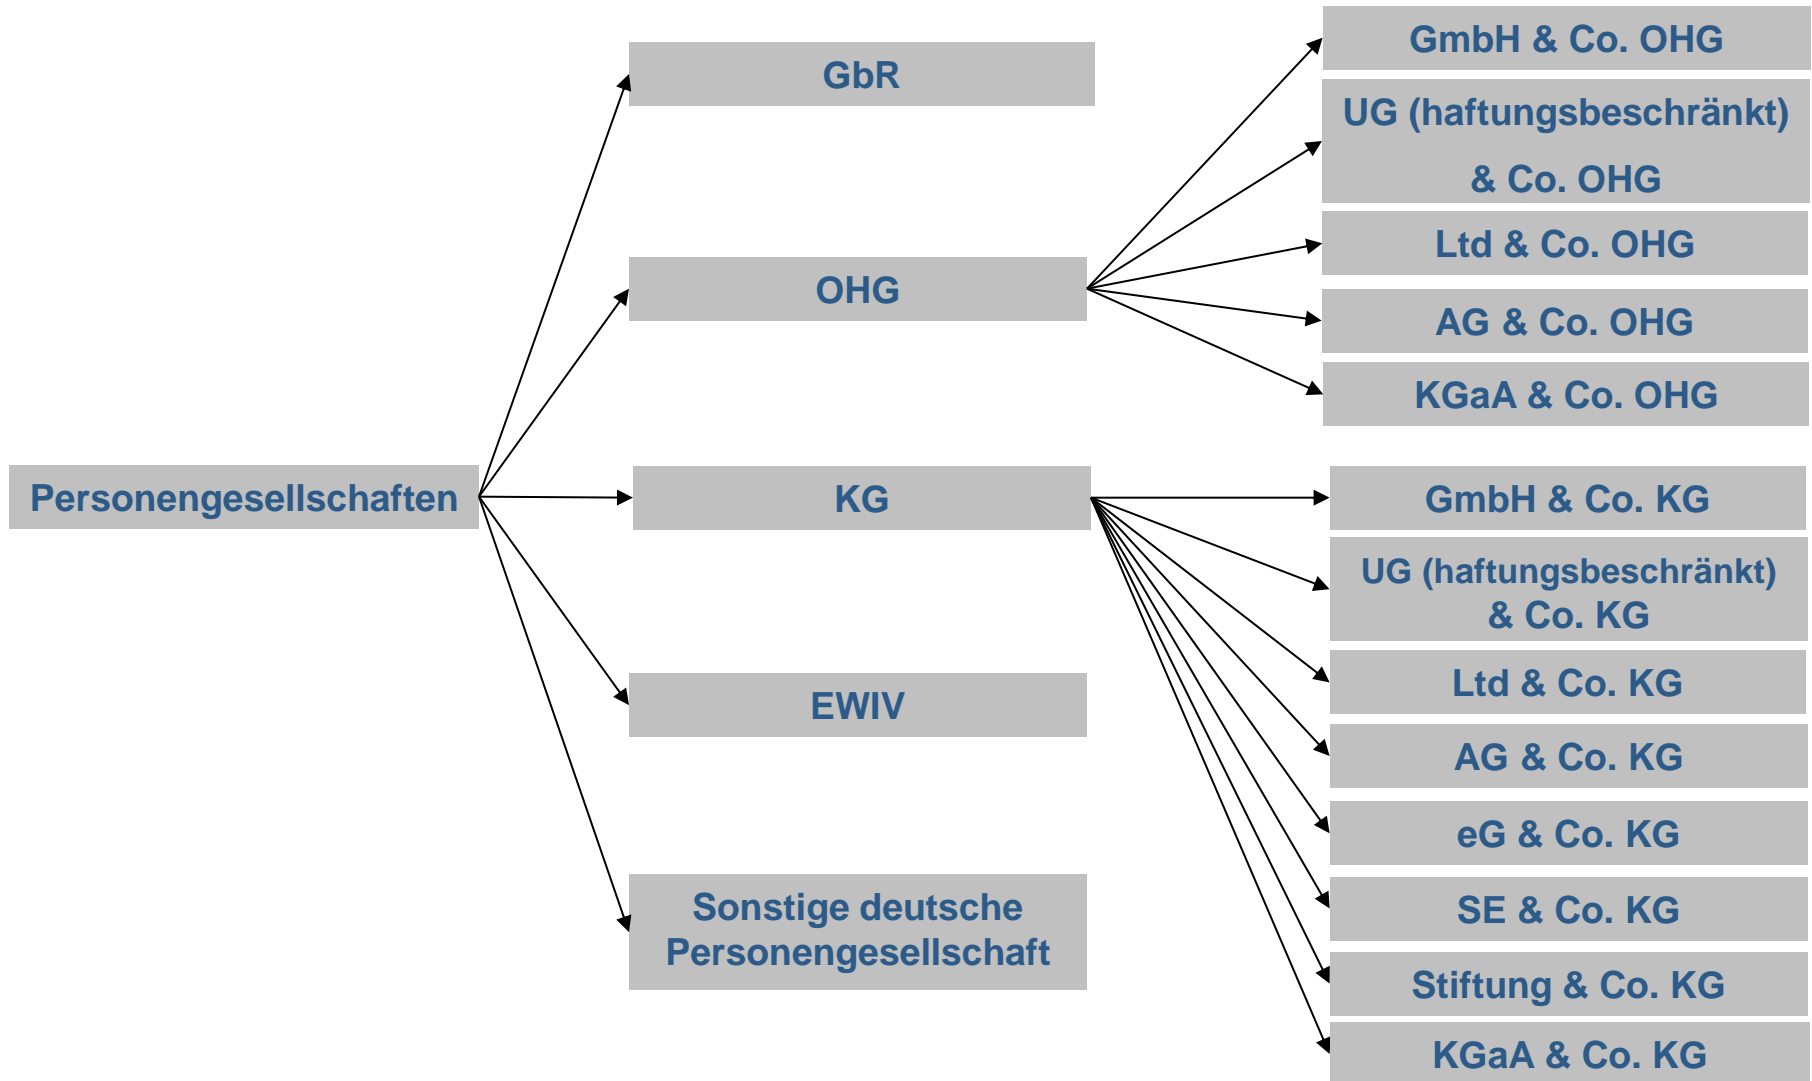 Personengesellschaften
GbR
OHG
KG
EWIV
Sonstige deutsche
Personengesellschaft
GmbH & Co. OHG
UG (haftungsbeschränkt)
& Co. OHG
Ltd & Co. OHG
AG & Co. OHG
KGaA & Co. OHG
GmbH & Co. KG
UG (haftungsbeschränkt)
& Co. KG
Ltd & Co. KG
AG & Co. KG
eG & Co. KG
SE & Co. KG
Stiftung & Co. KG
KGaA & Co. KG